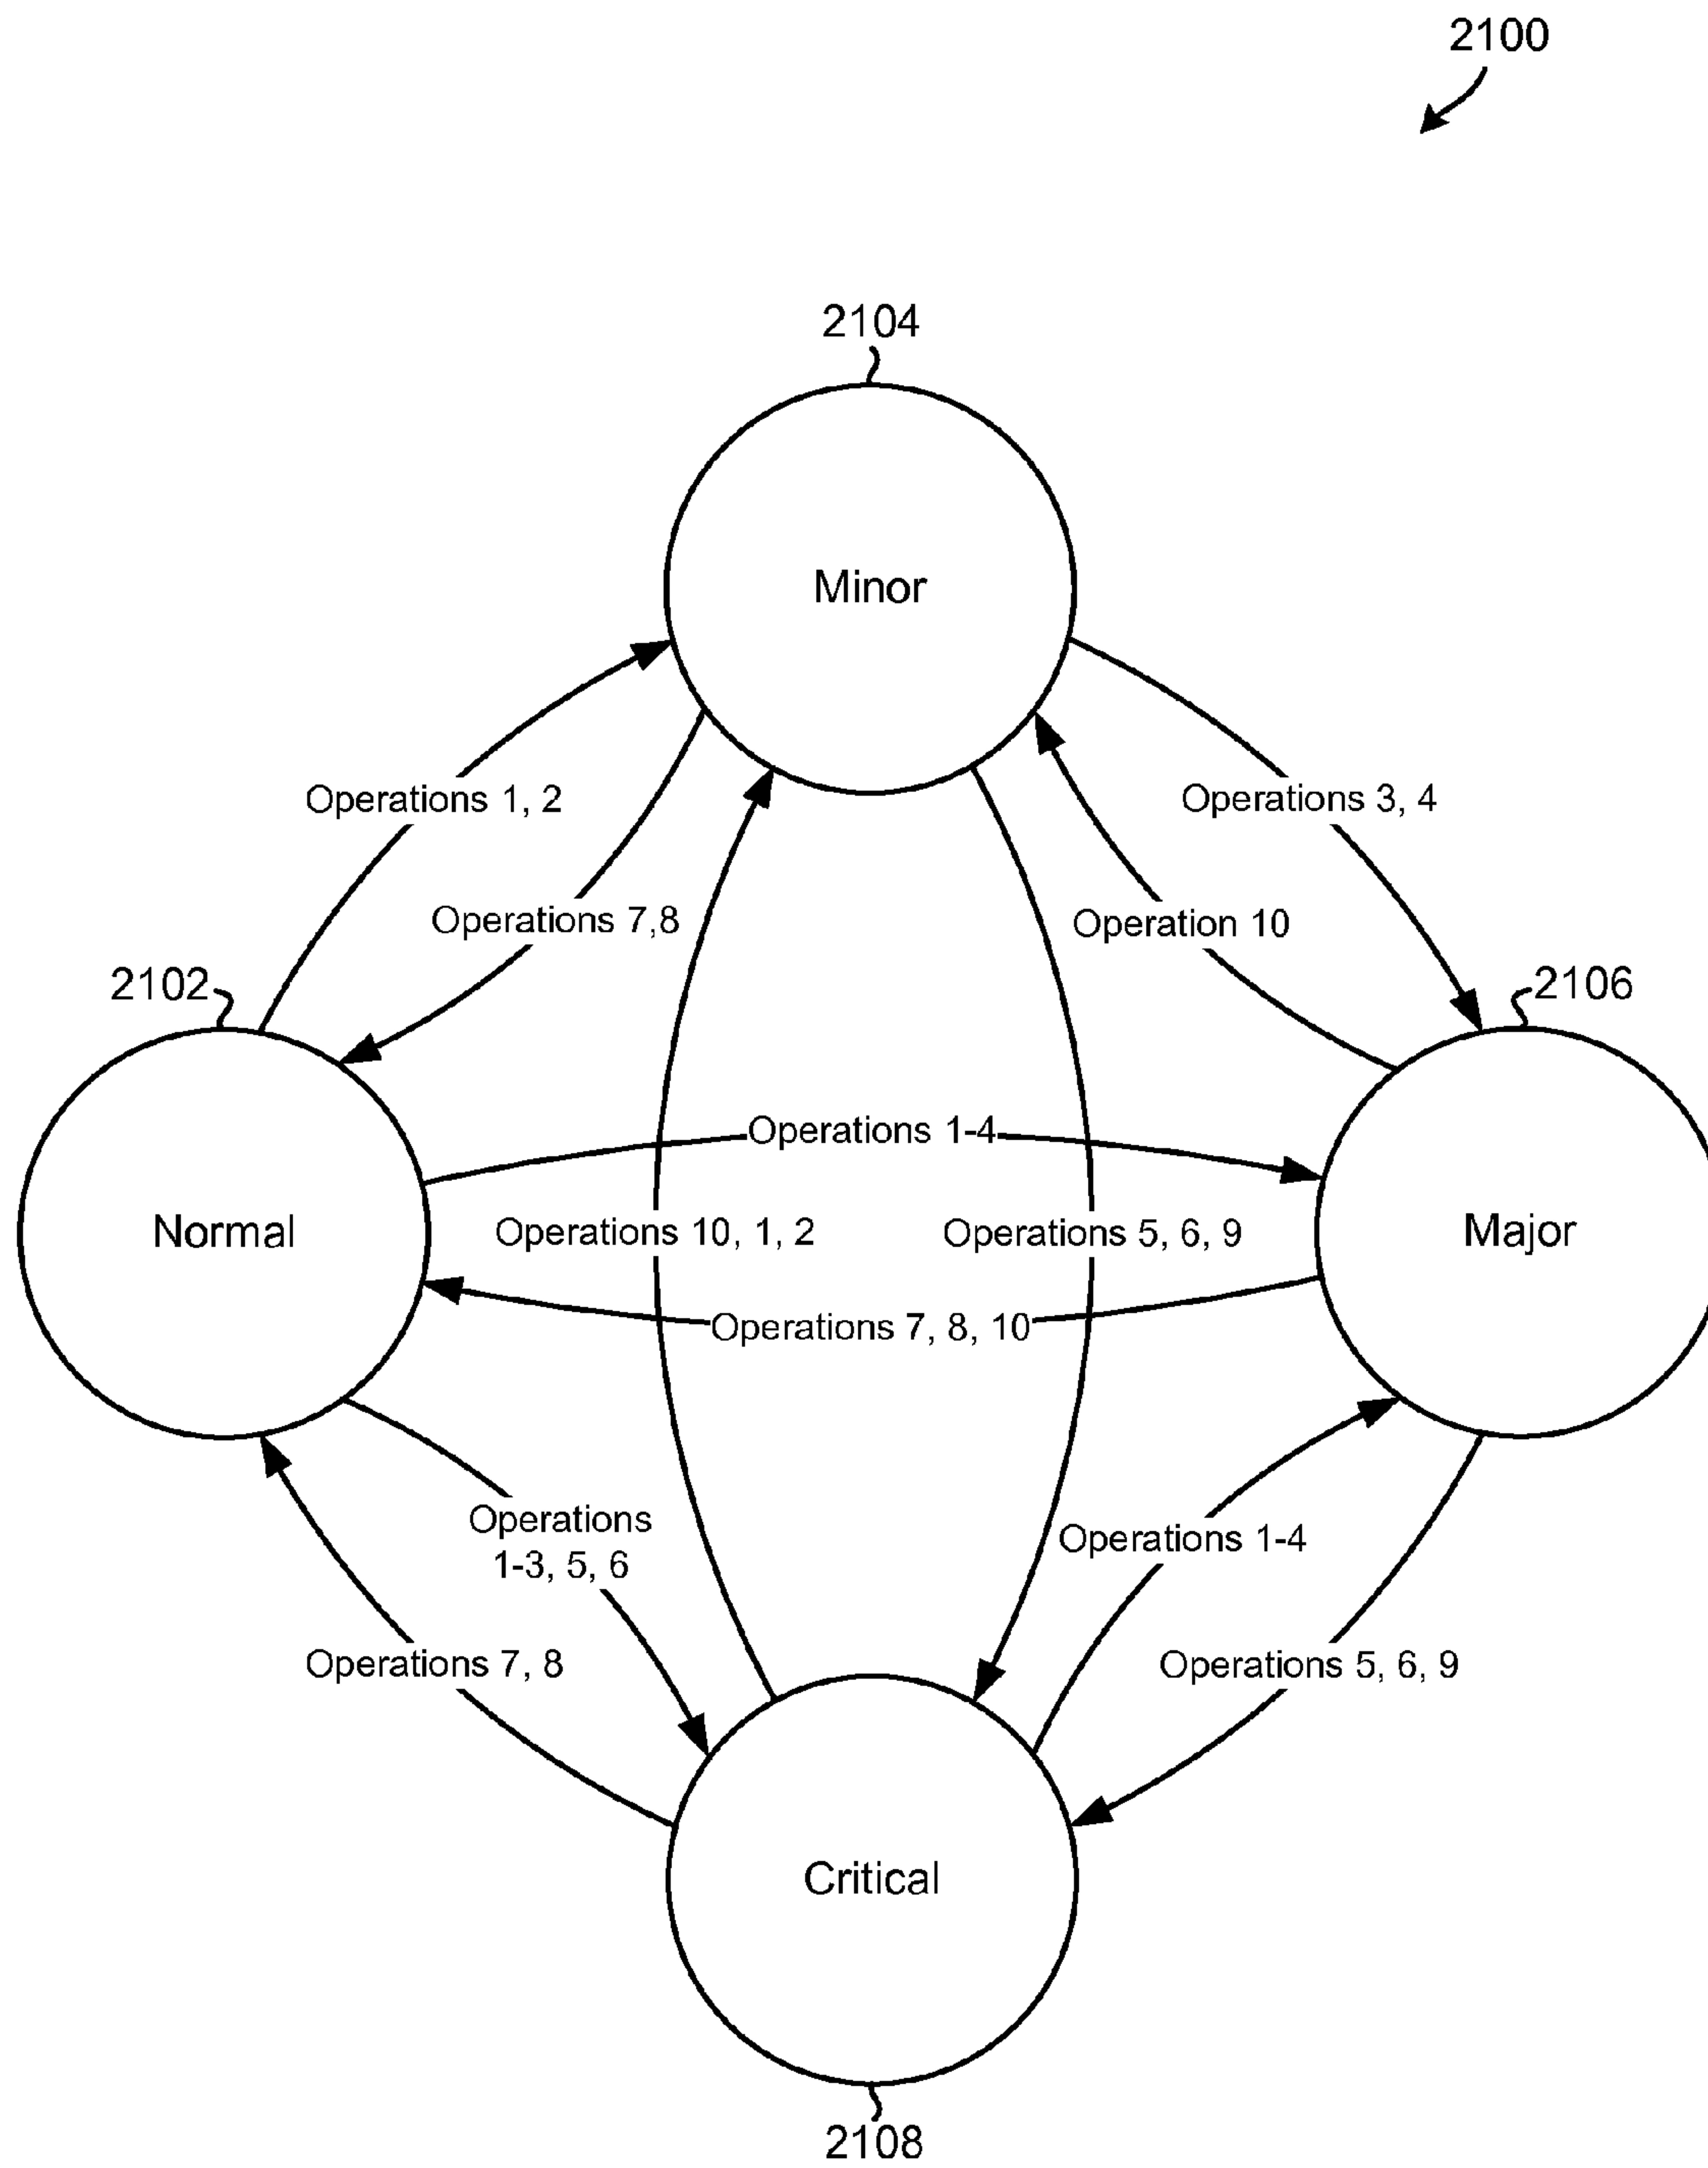 2100
2104
Minor
Operations 1, 2
Operations 3, 4
Operations 7,8
Operation 10
2102
2106
Operations 1-4
Normal
Operations 10, 1, 2
Operations 5, 6, 9
Major
Operations 7, 8, 10
Operations
1-3, 5, 6
Operations 1-4
Operations 7, 8
Operations 5, 6, 9
Critical
2108